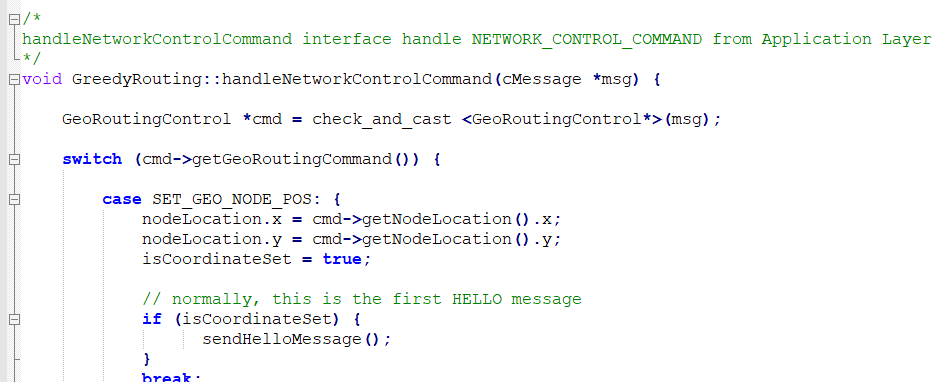 /*
handleNetworkControlCommand interface handle NETWORK_CONTROL_COMMAND from Application Layer
*/
void GreedyRouting::handleNetworkControlCommand(cMessage *msg) {
GeoRoutingControl *cmd = check_and_cast <GeoRoutingControl*>(msg);
switch (cmd->getGeoRoutingCommand()) {
case SET_GEO_NODE_POS: {
nodeLocation.x = cmd->getNodeLocation().x;
nodeLocation.y = cmd->getNodeLocation().y;
isCoordinateSet = true;
// normally, this is the first HELLO message
if (isCoordinateSet) {
sendHelloMessage();
}
break;